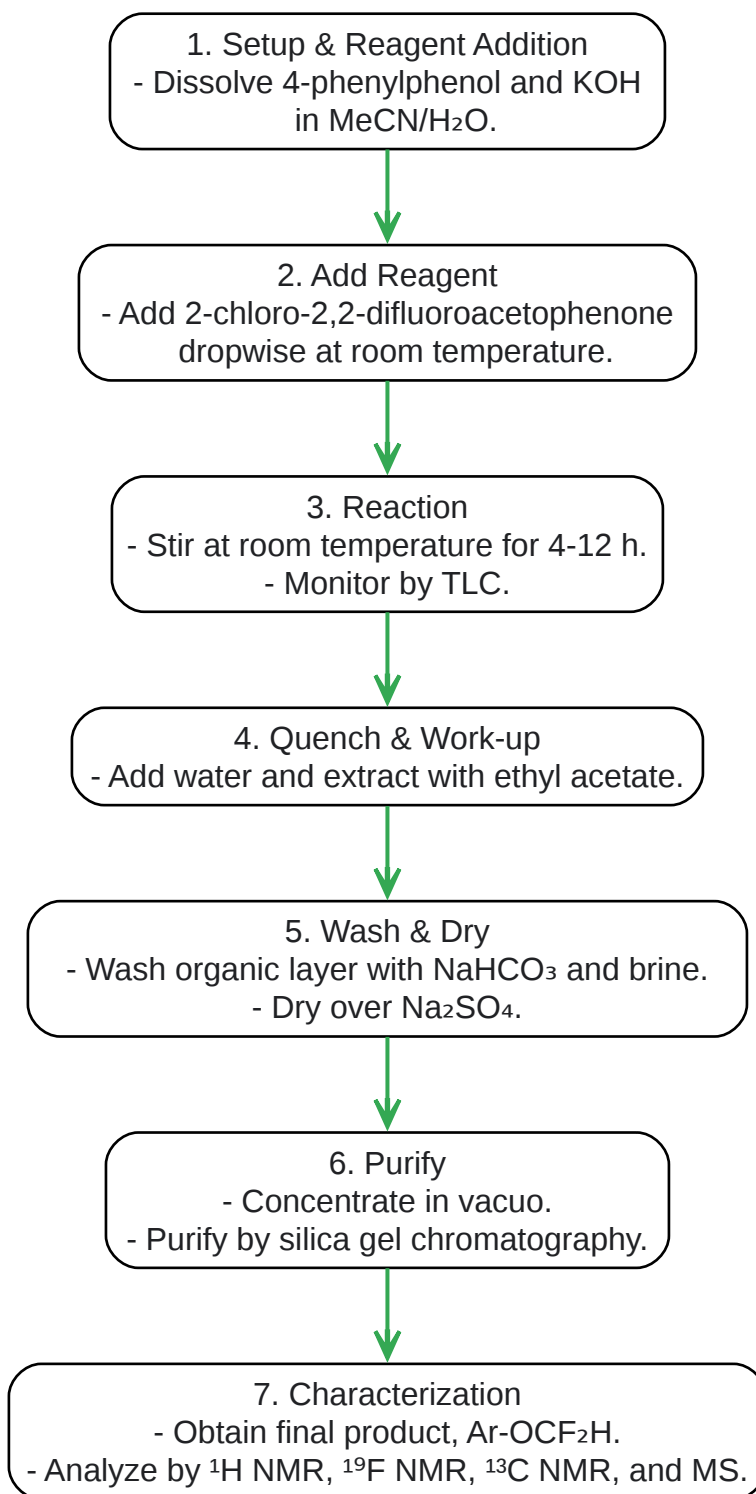 1. Setup & Reagent Addition
- Dissolve 4-phenylphenol and KOH
in MeCN/H₂O.
2. Add Reagent
- Add 2-chloro-2,2-difluoroacetophenone
dropwise at room temperature.
3. Reaction
- Stir at room temperature for 4-12 h.
- Monitor by TLC.
4. Quench & Work-up
- Add water and extract with ethyl acetate.
5. Wash & Dry
- Wash organic layer with NaHCO₃ and brine.
- Dry over Na₂SO₄.
6. Purify
- Concentrate in vacuo.
- Purify by silica gel chromatography.
7. Characterization
- Obtain final product, Ar-OCF₂H.
- Analyze by ¹H NMR, ¹⁹F NMR, ¹³C NMR, and MS.